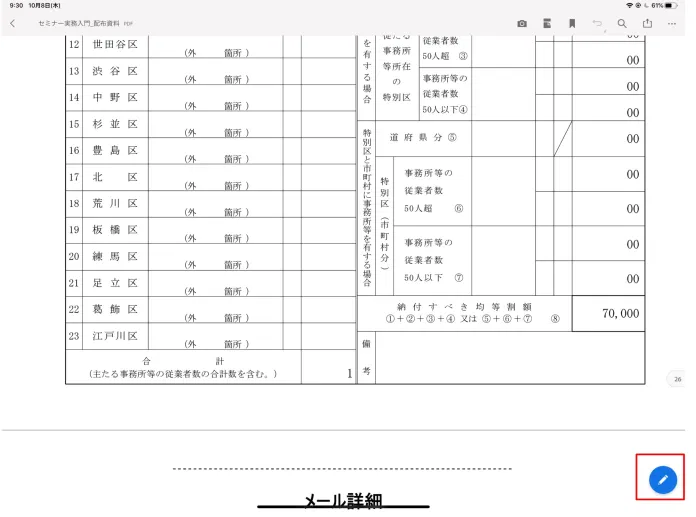 9:30 10月8日(木)
61%
セミナー実務入門_配布資料 PDF
12 世田谷区 (外 箇所)
13 渋谷区 (外 箇所)
14 中野区 (外 箇所)
15 杉並区 (外 箇所)
16 豊島区 (外 箇所)
17 北区 (外 箇所)
18 荒川区 (外 箇所)
19 板橋区 (外 箇所)
20 練馬区 (外 箇所)
21 足立区 (外 箇所)
22 葛飾区 (外 箇所)
23 江戸川区 (外 箇所)
合計
(主たる事務所等の従業者数の合計数を含む。) 1
を有する場合
事務所
等所在
の
特別区
従業者数
50人超 ③
00
事務所等の
従業者数
50人以下④
00
00
特別区と市町村に事務所等を有する場合
道府県分 ⑤
00
特別区(市町村分)
事務所等の
従業者数
50人超 ⑥
00
00
事務所等の
従業者数
50人以下 ⑦
00
00
納付すべき均等割額
①+②+③+④ 又は ⑤+⑥+⑦ ⑧
70,000
備考
26
メール詳細